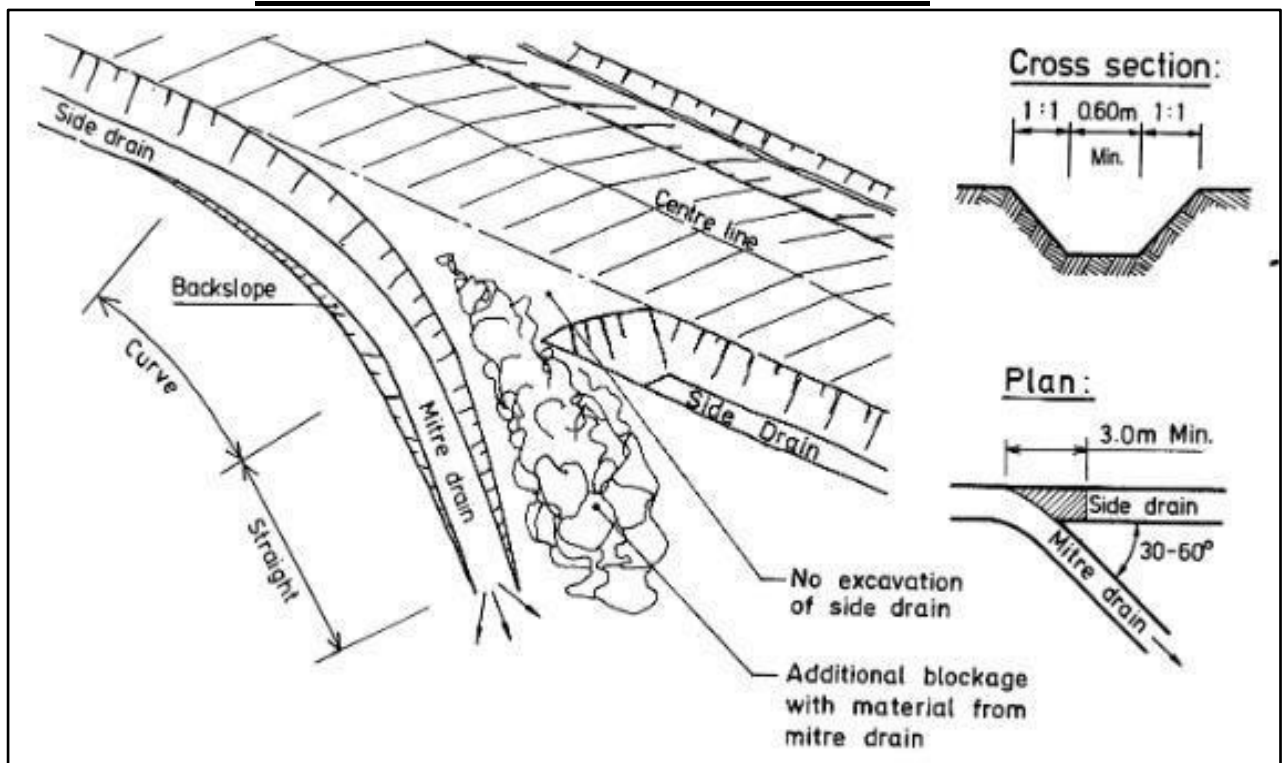 Side drain
Backslope
Curve
Straight
Mitre drain
Centre line
Side Drain
No excavation
of side drain
Additional blockage
with material from
mitre drain
Cross section:
1:1 0.60m 1:1
Min.
Plan:
3.0m Min.
Side drain
30-60°
Mitre drain